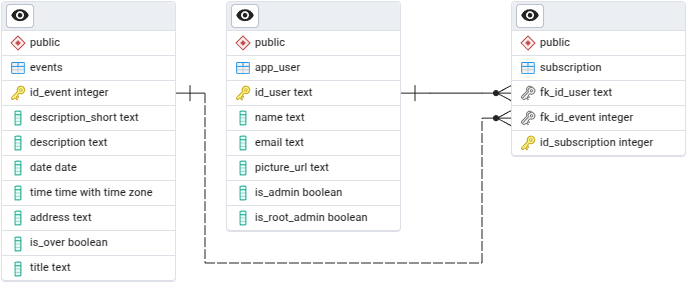 public
events
id_event integer
description_short text
description text
date date
time time with time zone
address text
is_over boolean
title text
public
app_user
id_user text
name text
email text
picture_url text
is_admin boolean
is_root_admin boolean
public
subscription
fk_id_user text
fk_id_event integer
id_subscription integer